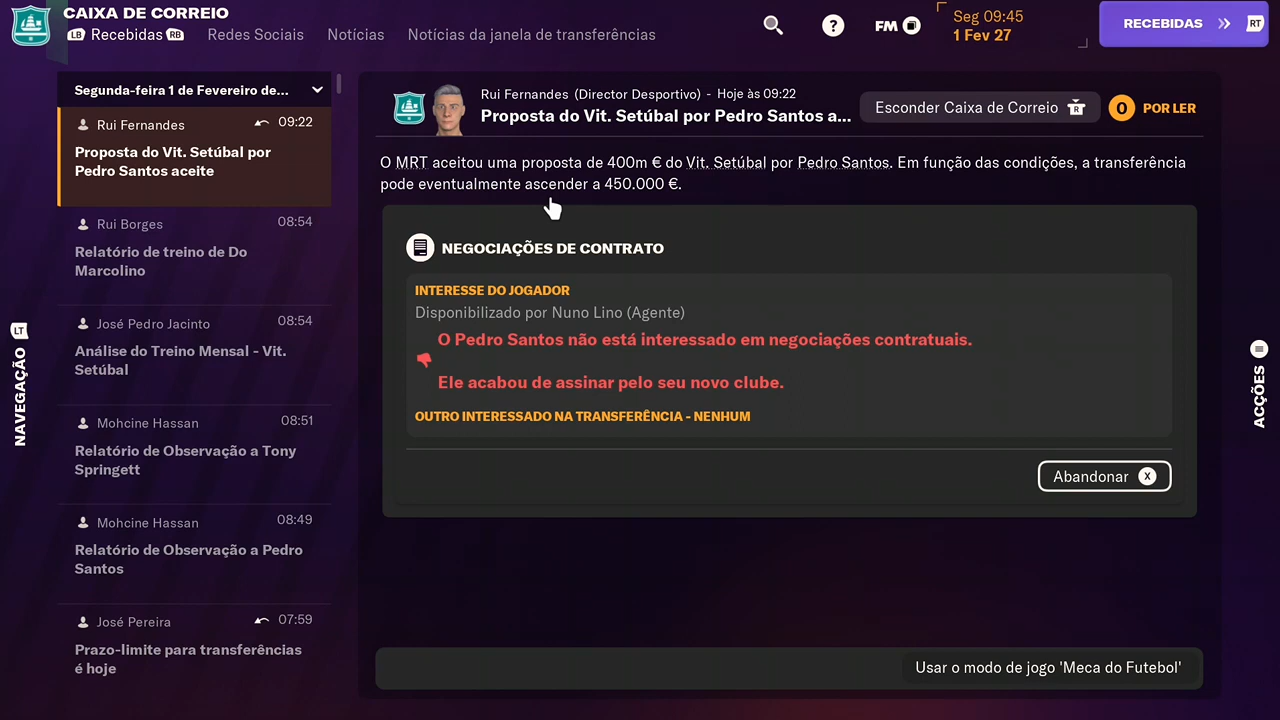 CAIXA DE CORREIO
LB Recebidas RB
Redes Sociais
Notícias
Notícias da janela de transferências
?
FM
Seg 09:45
1 Fev 27
RECEBIDAS
RT
Segunda-feira 1 de Fevereiro de...
Rui Fernandes
09:22
Proposta do Vit. Setúbal por
Pedro Santos aceite
Rui Borges
08:54
Relatório de treino de Do
Marcolino
José Pedro Jacinto
08:54
Análise do Treino Mensal - Vit.
Setúbal
Mohcine Hassan
08:51
Relatório de Observação a Tony
Springett
Mohcine Hassan
08:49
Relatório de Observação a Pedro
Santos
José Pereira
07:59
Prazo-limite para transferências
é hoje
LT
NAVEGAÇÃO
Rui Fernandes (Director Desportivo) - Hoje às 09:22
Proposta do Vit. Setúbal por Pedro Santos a...
Esconder Caixa de Correio
R
0 POR LER
O MRT aceitou uma proposta de 400m € do Vit. Setúbal por Pedro Santos. Em função das condições, a transferência
pode eventualmente ascender a 450.000 €.
NEGOCIAÇÕES DE CONTRATO
INTERESSE DO JOGADOR
Disponibilizado por Nuno Lino (Agente)
O Pedro Santos não está interessado em negociações contratuais.
Ele acabou de assinar pelo seu novo clube.
OUTRO INTERESSADO NA TRANSFERÊNCIA - NENHUM
Abandonar X
Usar o modo de jogo 'Meca do Futebol'
ACÇÕES